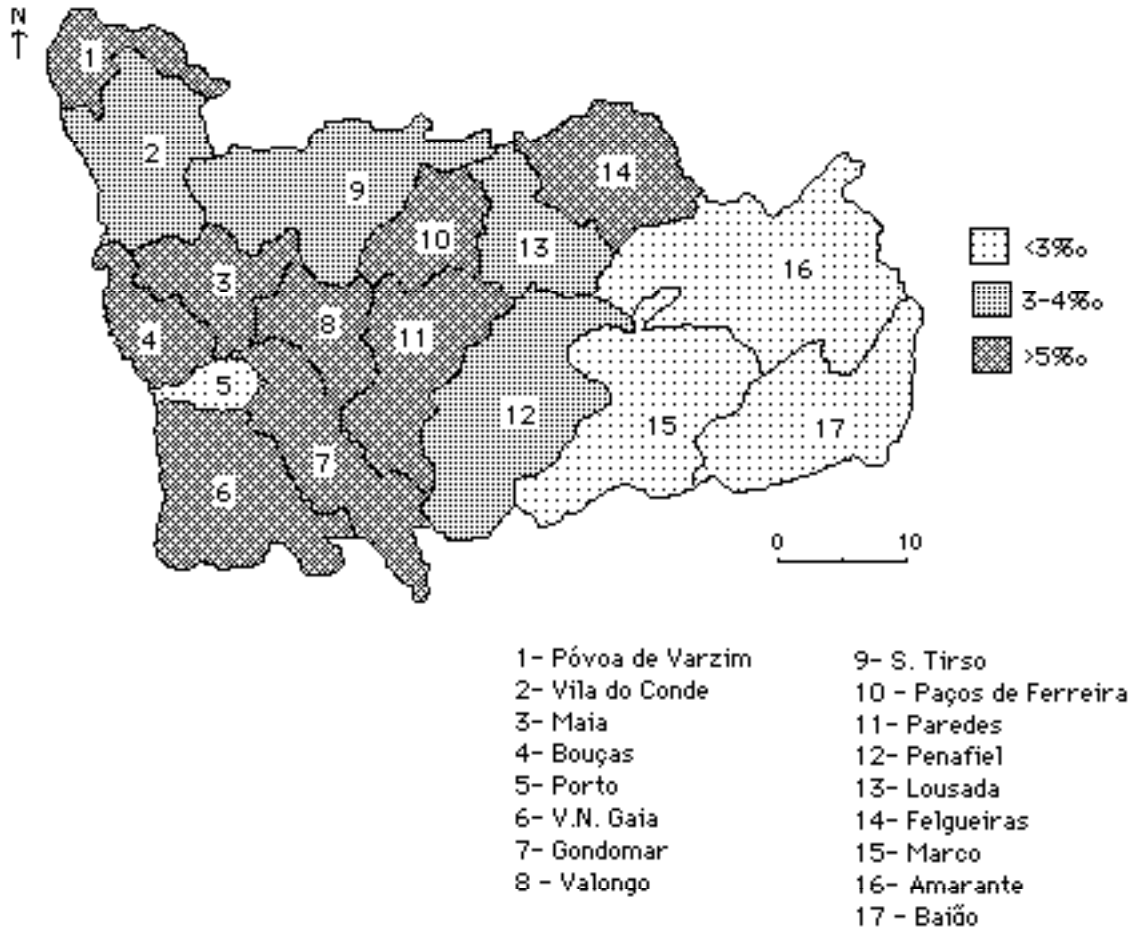 N
1
2
9
14
10
13
16
3
8
4
11
5
12
15
17
7
6
<3‰
3-4‰
>5‰
0 10
1- Póvoa de Varzim
2- Vila do Conde
3- Maia
4- Bouças
5- Porto
6- V.N. Gaia
7- Gondomar
8 - Valongo
9- S. Tirso
10 - Paços de Ferreira
11- Paredes
12- Penafiel
13- Lousada
14- Felgueiras
15- Marco
16- Amarante
17 - Baião